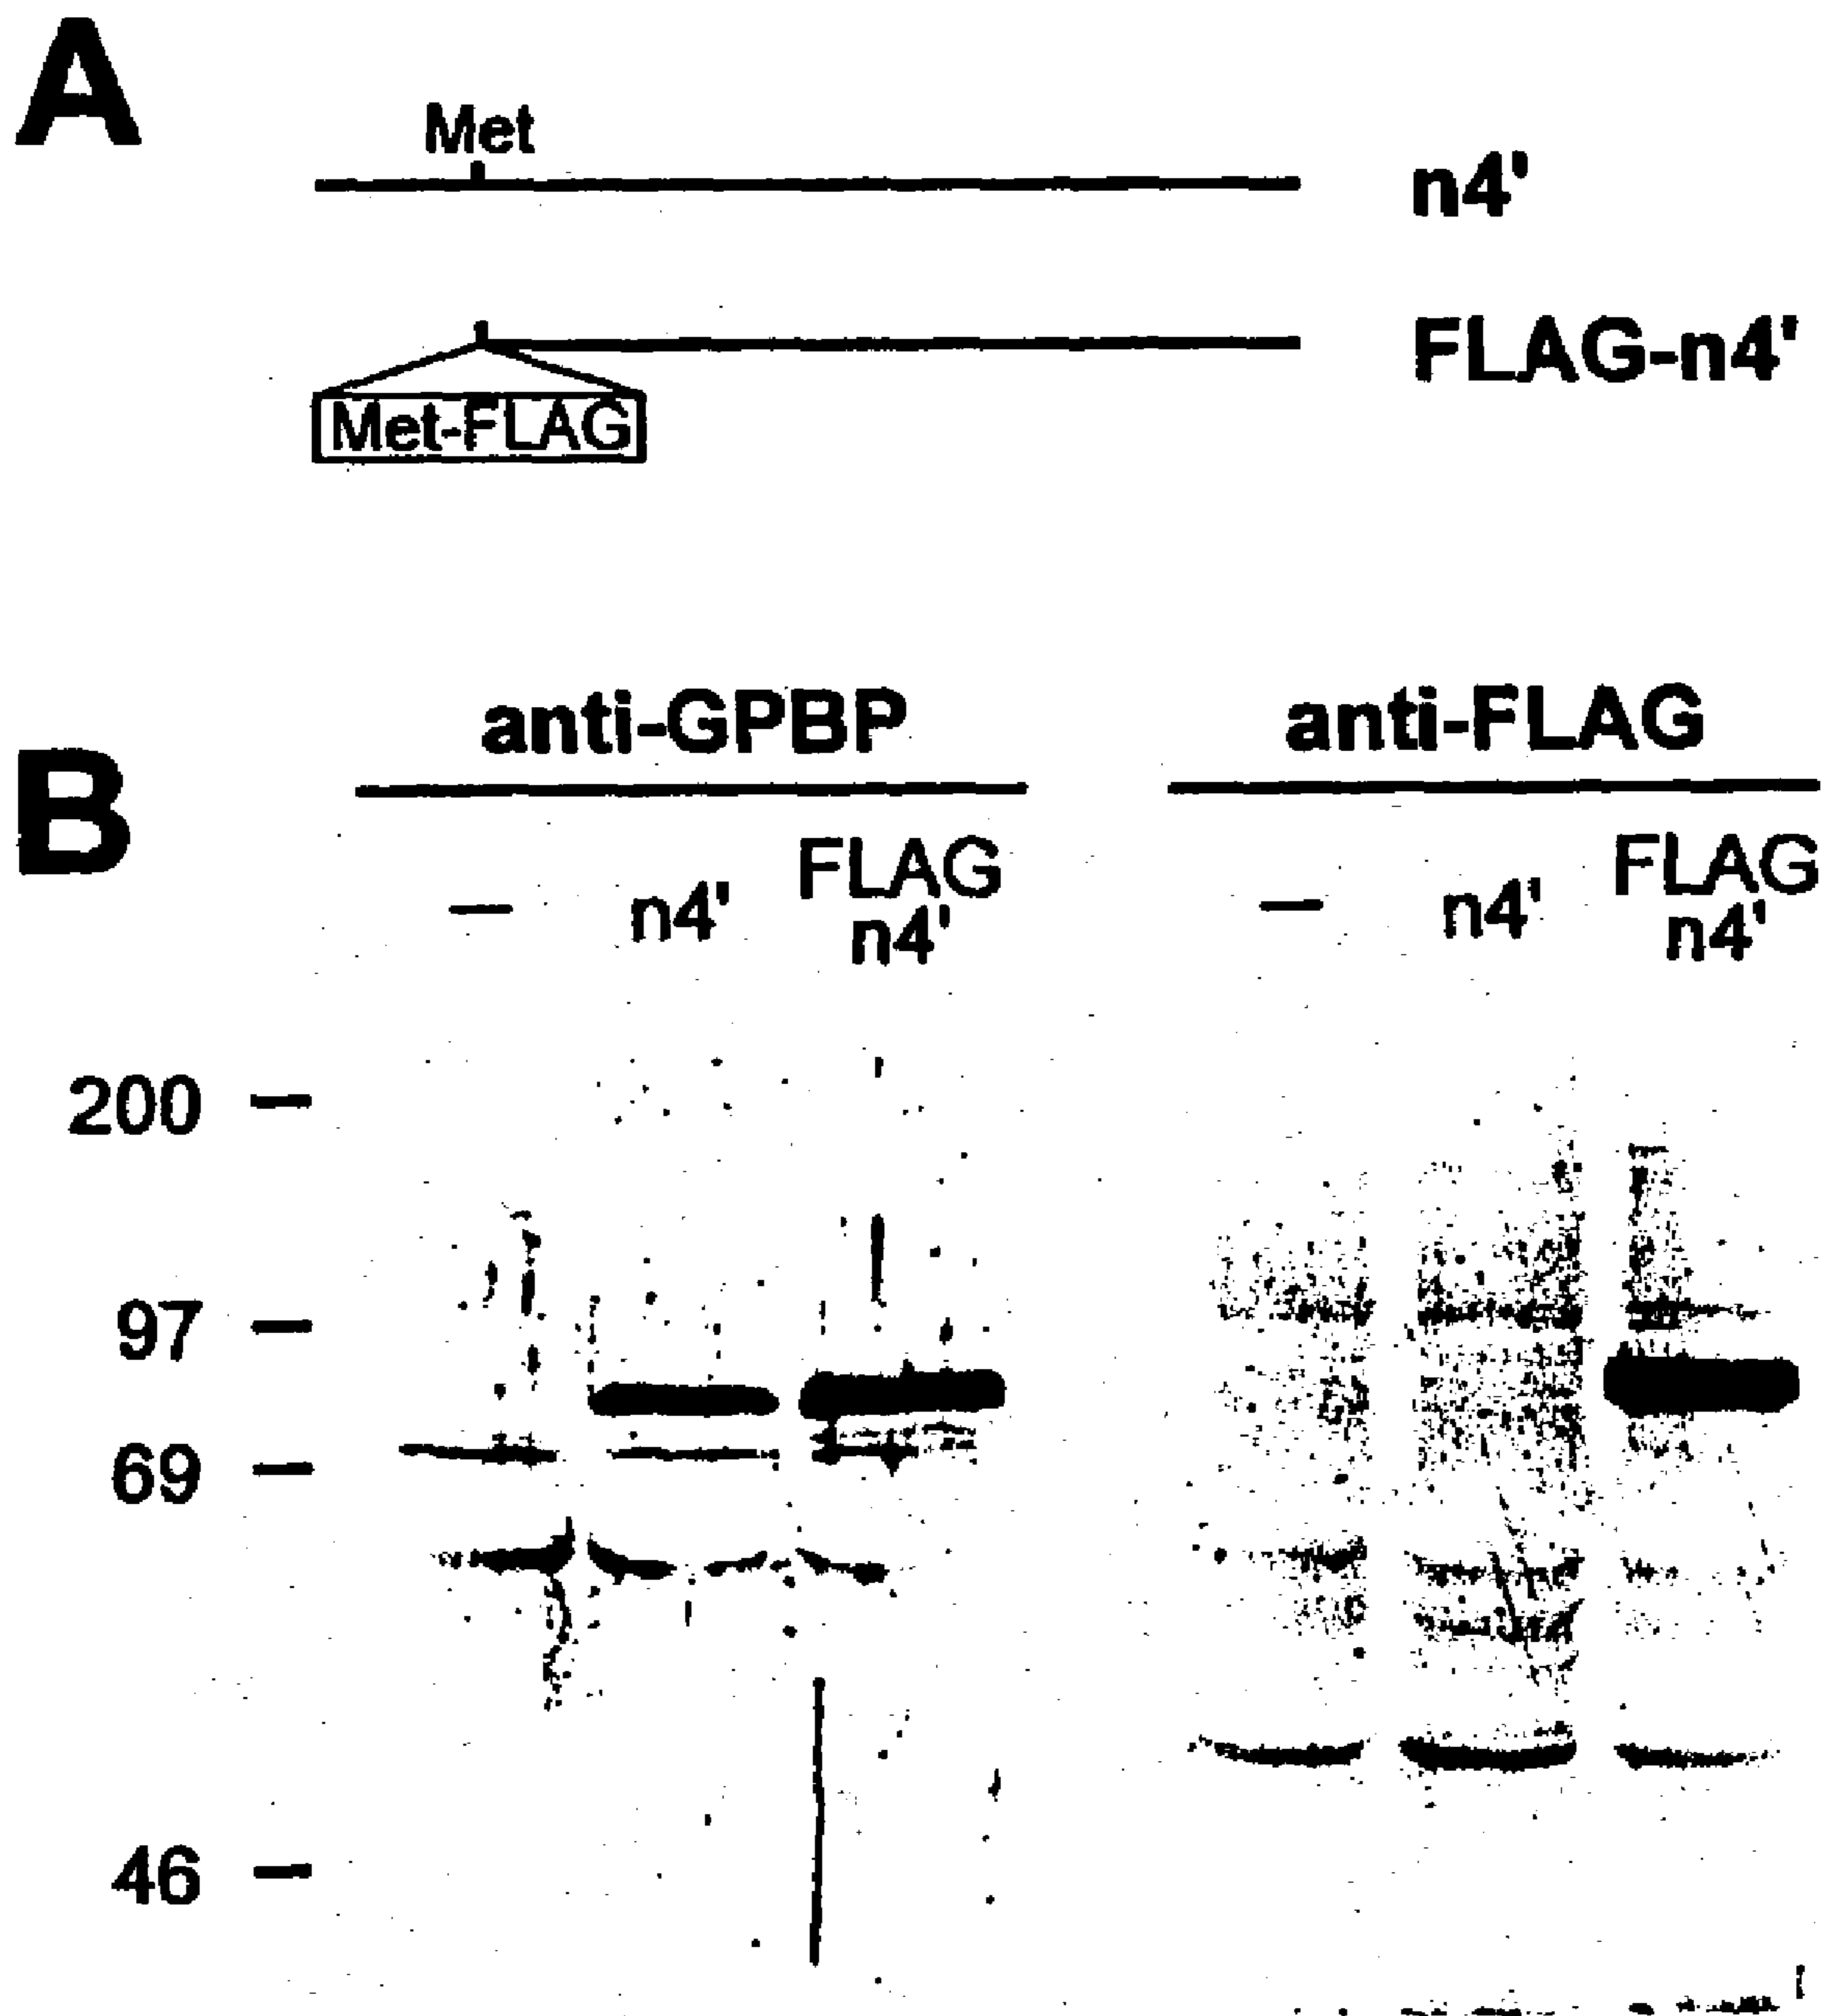 A
Met
n4'
FLAG-n4'
Met-FLAG
B
anti-GPBP anti-FLAG
– n4' FLAG n4' – n4' FLAG n4'
200
97
69
46